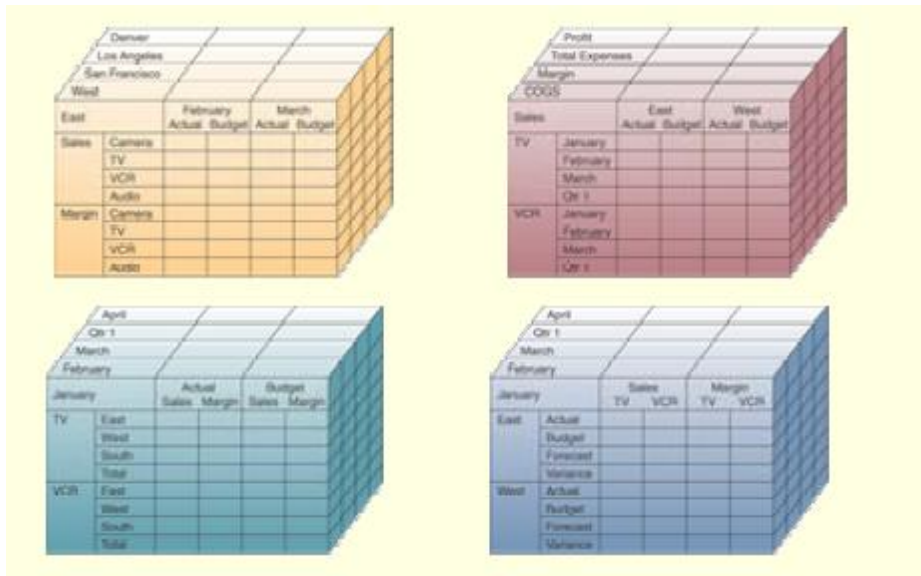 Denver
Los Angeles
San Francisco
West
East February March
Actual Budget Actual Budget
Sales Camera
TV
VCR
Audio
Margin Camera
TV
VCR
Audio
Profit
Total Expenses
Margin
COGS
Sales East West
Actual Budget Actual Budget
TV January
February
March
Qtr 1
VCR January
February
March
Qtr 1
April
Qtr 1
March
February
January Actual Budget
Sales Margin Sales Margin
TV East
West
South
Total
VCR East
West
South
Total
April
Qtr 1
March
February
January Sales Margin
TV VCR TV VCR
East Actual
Budget
Forecast
Variance
West Actual
Budget
Forecast
Variance